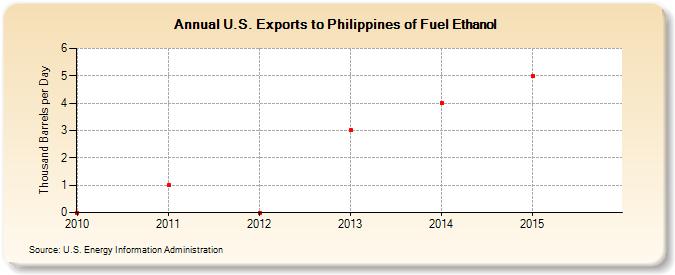 Annual U.S. Exports to Philippines of Fuel Ethanol
Thousand Barrels per Day
6
5
4
3
2
1
0
2010 2011 2012 2013 2014 2015
Source: U.S. Energy Information Administration